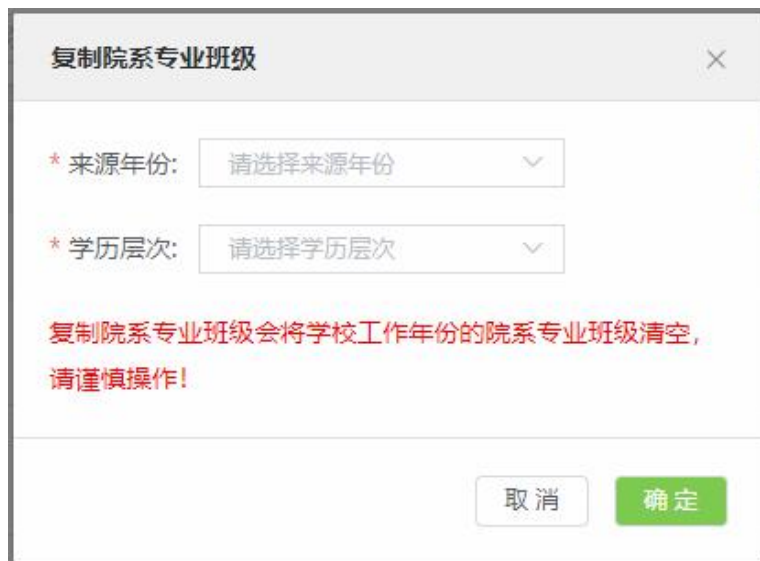 复制院系专业班级
* 来源年份: 请选择来源年份
* 学历层次: 请选择学历层次
复制院系专业班级会将学校工作年份的院系专业班级清空，
请谨慎操作！
取消 确定